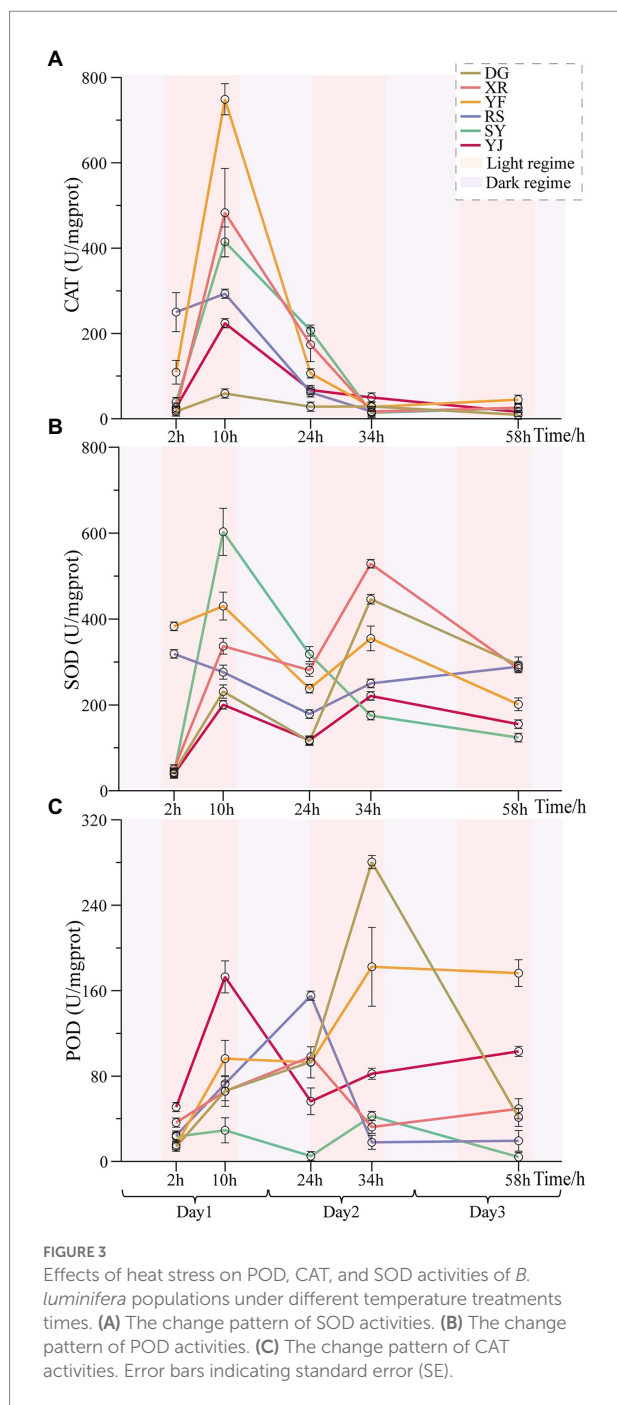 A
800
600
400
200
0
CAT (U/mgprot)
DG
XR
YF
RS
SY
YJ
Light regime
Dark regime
2h 10h 24h 34h 58h Time/h
B
800
600
400
200
0
SOD (U/mgprot)
2h 10h 24h 34h 58h Time/h
C
320
240
160
80
0
POD (U/mgprot)
2h 10h 24h 34h 58h Time/h
Day1 Day2 Day3
FIGURE 3
Effects of heat stress on POD, CAT, and SOD activities of B.
luminifera populations under different temperature treatments
times. (A) The change pattern of SOD activities. (B) The change
pattern of POD activities. (C) The change pattern of CAT
activities. Error bars indicating standard error (SE).